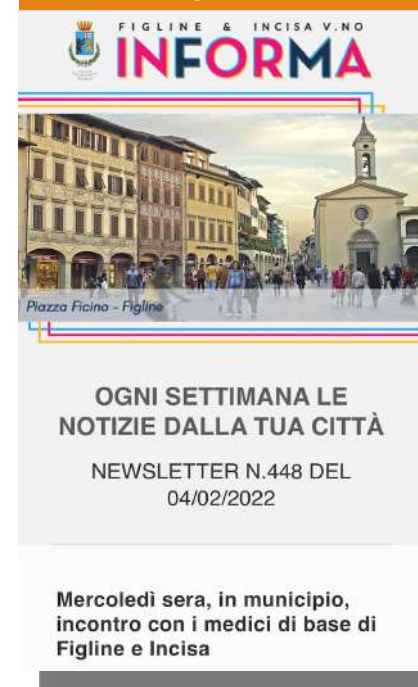 FIGLINE & INCISA V.NO
INFORMA
Piazza Ficino - Figline
OGNI SETTIMANA LE
NOTIZIE DALLA TUA CITTÀ
NEWSLETTER N.448 DEL
04/02/2022
Mercoledì sera, in municipio,
incontro con i medici di base di
Figline e Incisa